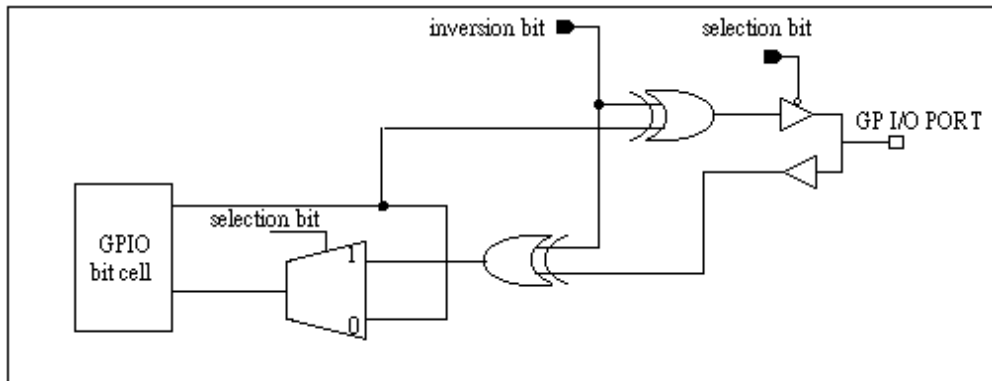 inversion bit
selection bit
GP I/O PORT
selection bit
GPIO
bit cell
1
0